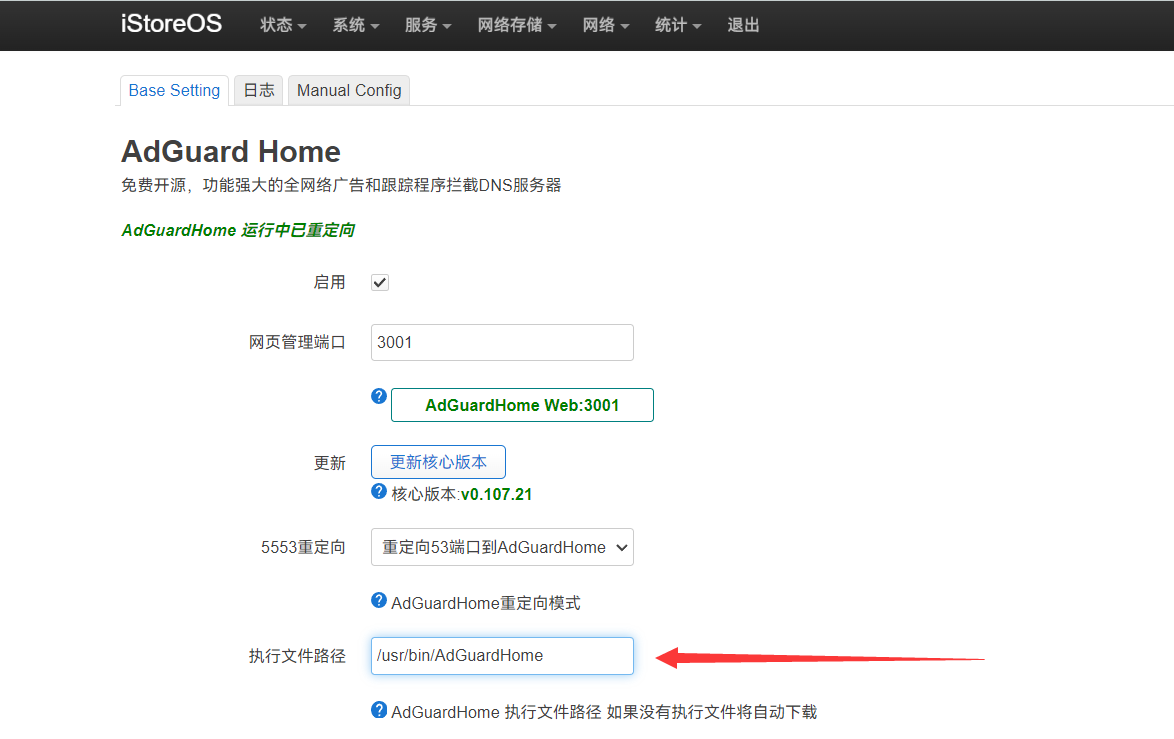 iStoreOS 状态 系统 服务 网络存储 网络 统计 退出
Base Setting 日志 Manual Config
AdGuard Home
免费开源，功能强大的全网络广告和跟踪程序拦截DNS服务器
AdGuardHome 运行中已重定向
启用
网页管理端口 3001
AdGuardHome Web:3001
更新 更新核心版本
核心版本:v0.107.21
5553重定向 重定向53端口到AdGuardHome
AdGuardHome重定向模式
执行文件路径 /usr/bin/AdGuardHome
AdGuardHome 执行文件路径 如果没有执行文件将自动下载